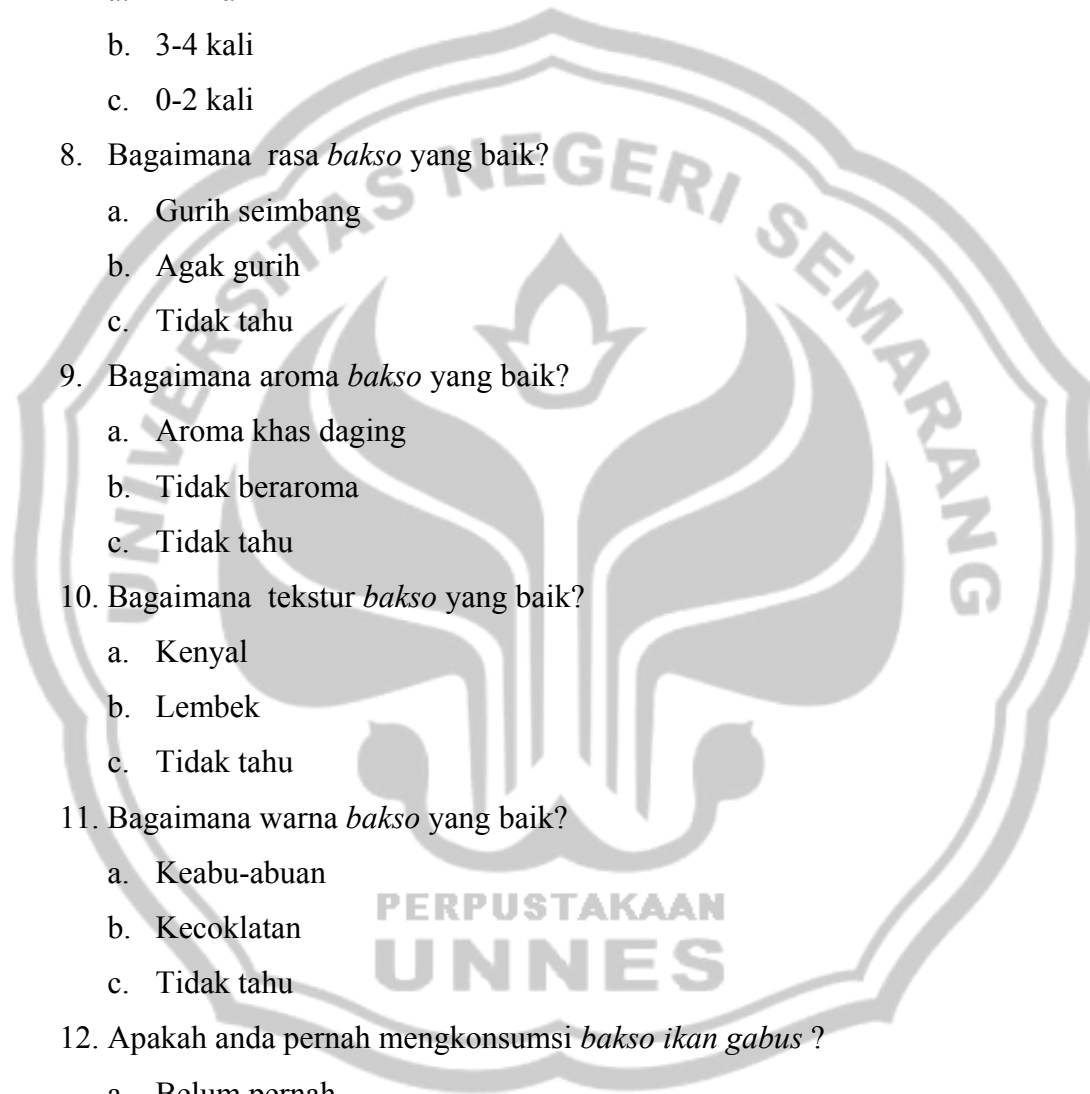 b. 3-4 kali
c. 0-2 kali
8. Bagaimana rasa bakso yang baik?
a. Gurih seimbang
b. Agak gurih
c. Tidak tahu
9. Bagaimana aroma bakso yang baik?
a. Aroma khas daging
b. Tidak beraroma
c. Tidak tahu
10. Bagaimana tekstur bakso yang baik?
a. Kenyal
b. Lembek
c. Tidak tahu
11. Bagaimana warna bakso yang baik?
a. Keabu-abuan
b. Kecoklatan
c. Tidak tahu
12. Apakah anda pernah mengkonsumsi bakso ikan gabus ?
a. Belum pernah
UNIVERSITAS NEGERI SEMARANG
PERPUSTAKAAN
UNNES